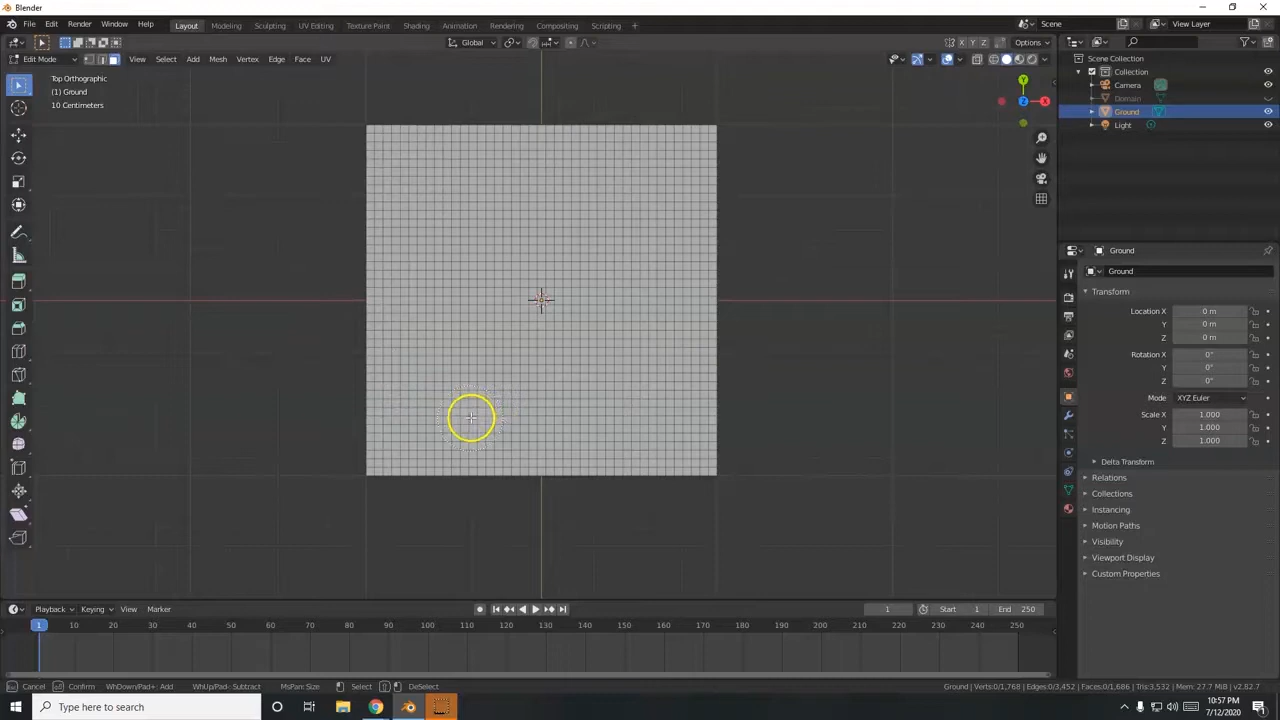 Blender
File Edit Render Window Help Layout Modeling Sculpting UV Editing Texture Paint Shading Animation Rendering Compositing Scripting + Scene View Layer
Global Options
X Y Z
Edit Mode View Select Add Mesh Vertex Edge Face UV
Top Orthographic
(1) Ground
10 Centimeters
Y
Z X
Scene Collection
Collection
Camera
Domain
Ground
Light
Ground
Ground
Transform
Location X 0 m
Y 0 m
Z 0 m
Rotation X 0°
Y 0°
Z 0°
Mode XYZ Euler
Scale X 1.000
Y 1.000
Z 1.000
Delta Transform
Relations
Collections
Instancing
Motion Paths
Visibility
Viewport Display
Custom Properties
Playback Keying View Marker 1 Start 1 End 250
1 10 20 30 40 50 60 70 80 90 100 110 120 130 140 150 160 170 180 190 200 210 220 230 240 250
Cancel Confirm WhDown/Pad+: Add WhUp/Pad-: Subtract MsPan: Size Select DeSelect Ground | Verts:0/1,768 | Edges:0/3,452 | Faces:0/1,686 | Tris:3,532 | Mem: 27.7 MiB | v2.82.7
Type here to search
10:57 PM
7/12/2020